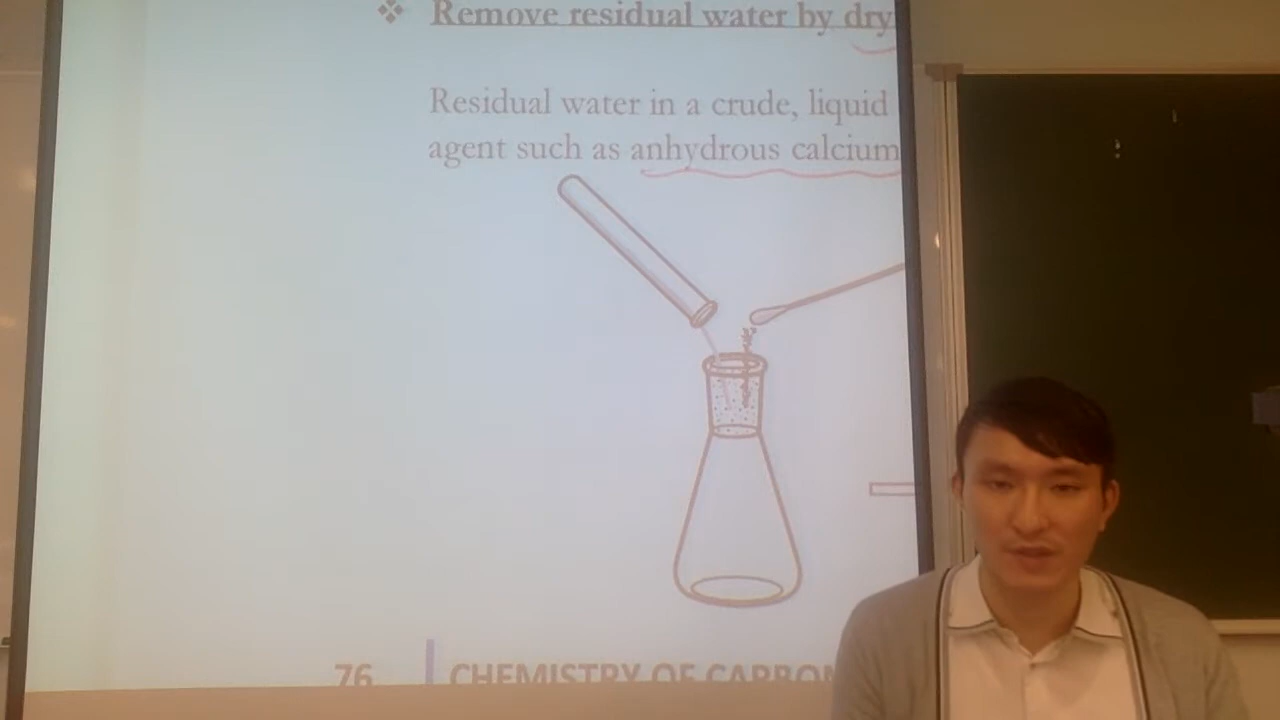 ❖ Remove residual water by dry
Residual water in a crude, liquid
agent such as anhydrous calcium
76 CHEMISTRY OF CARBON